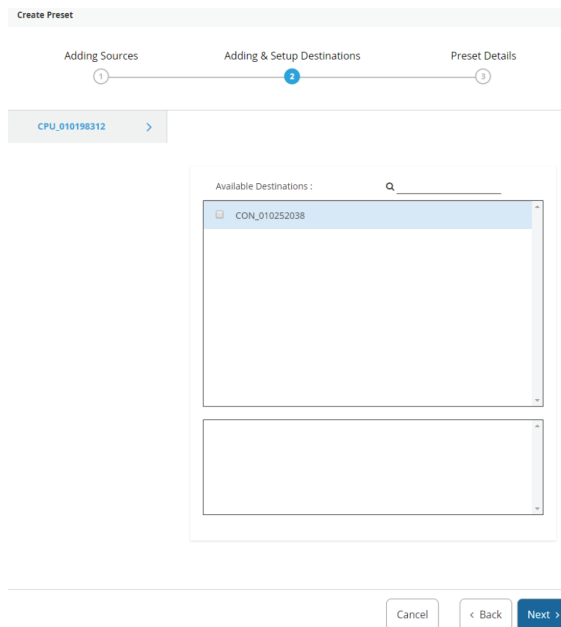 Create Preset
Adding Sources Adding & Setup Destinations Preset Details
1 2 3
CPU_010198312 >
Available Destinations :
CON_010252038
Cancel < Back Next >